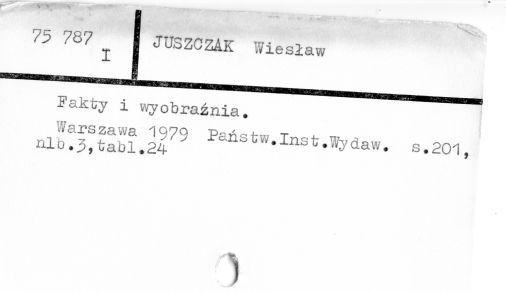 75 787
I
JUSZCZAK Wiesław
Fakty i wyobraźnia.
Warszawa 1979 Państw.Inst.Wydaw. s.201,
nlb.3,tabl.24